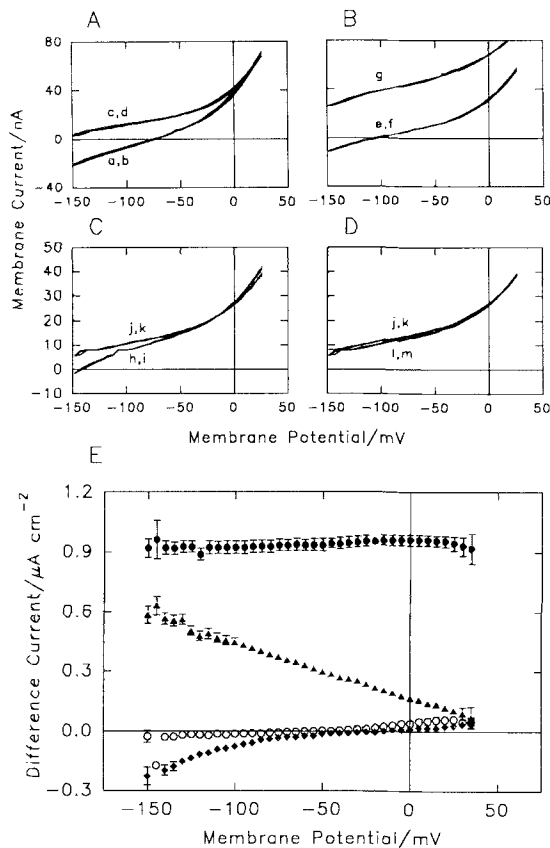 A
B
80
40
0
-40
c,d
a,b
g
e,f
-150
-100
-50
0
50
-150
-100
-50
0
50
Membrane Current/nA
C
D
50
40
30
20
10
0
-10
j,k
h,i
j,k
l,m
-150
-100
-50
0
50
-150
-100
-50
0
50
Membrane Potential/mV
E
1.2
0.9
0.6
0.3
0.0
-0.3
Difference Current/μA cm⁻²
-150
-100
-50
0
50
Membrane Potential/mV